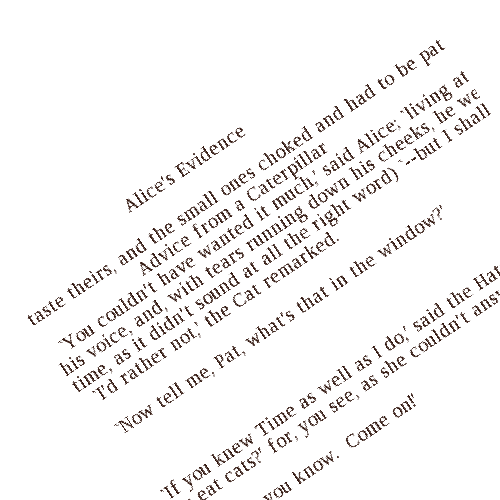 Alice's Evidence
taste theirs, and the small ones choked and had to be pat
Advice from a Caterpillar
`You couldn't have wanted it much,' said Alice; `living at
his voice, and, with tears running down his cheeks, he we
time, as it didn't sound at all the right word) `--but I shall
`I'd rather not,' the Cat remarked.
`Now tell me, Pat, what's that in the window?'
`If you knew Time as well as I do,' said the Hat
eat cats?' for, you see, as she couldn't ans
you know. Come on!'